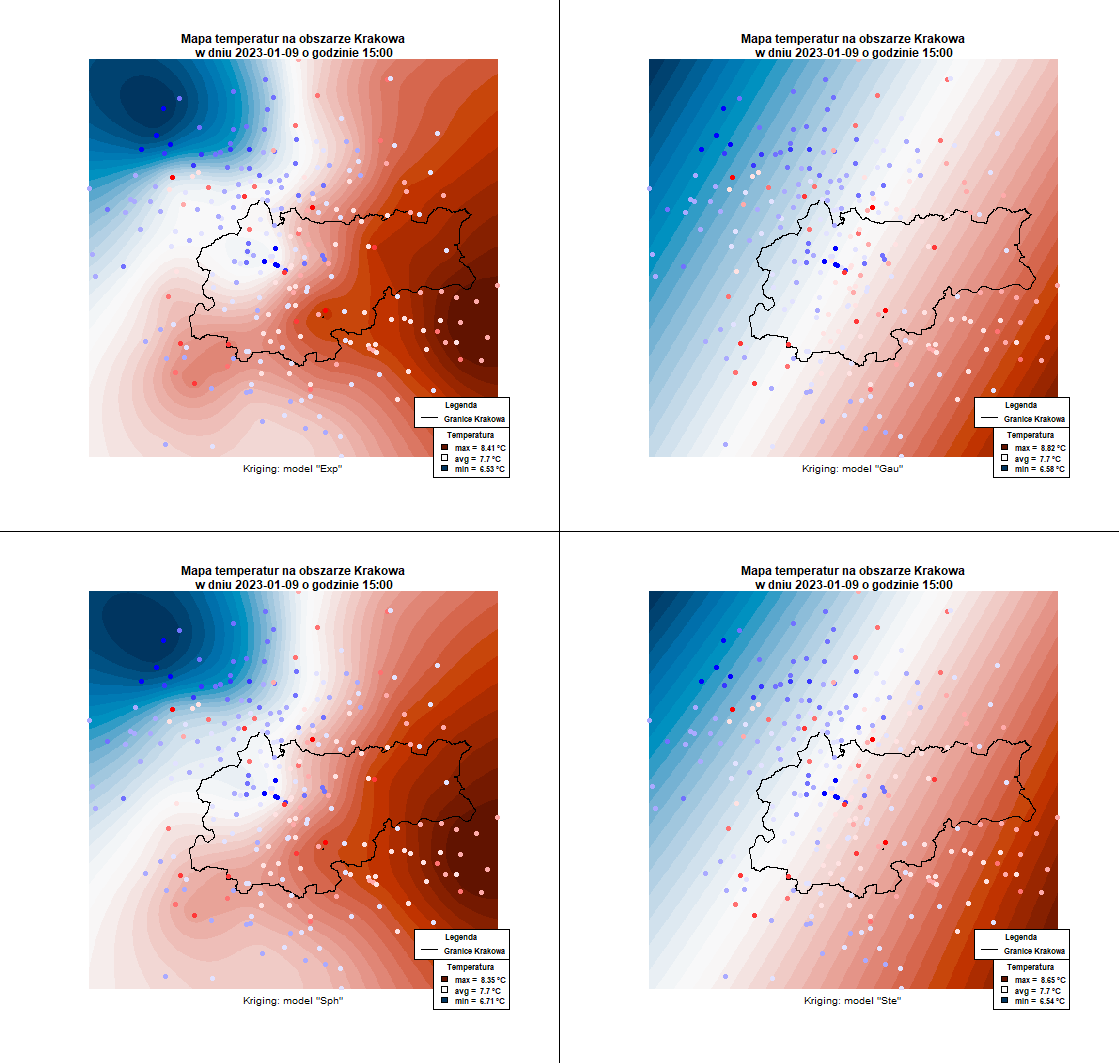 Mapa temperatur na obszarze Krakowa
w dniu 2023-01-09 o godzinie 15:00
Legenda
Granice Krakowa
Temperatura
max = 8.41 °C
avg = 7.7 °C
min = 6.53 °C
Kriging: model "Exp"
Mapa temperatur na obszarze Krakowa
w dniu 2023-01-09 o godzinie 15:00
Legenda
Granice Krakowa
Temperatura
max = 8.82 °C
avg = 7.7 °C
min = 6.58 °C
Kriging: model "Gau"
Mapa temperatur na obszarze Krakowa
w dniu 2023-01-09 o godzinie 15:00
Legenda
Granice Krakowa
Temperatura
max = 8.35 °C
avg = 7.7 °C
min = 6.71 °C
Kriging: model "Sph"
Mapa temperatur na obszarze Krakowa
w dniu 2023-01-09 o godzinie 15:00
Legenda
Granice Krakowa
Temperatura
max = 8.65 °C
avg = 7.7 °C
min = 6.54 °C
Kriging: model "Ste"